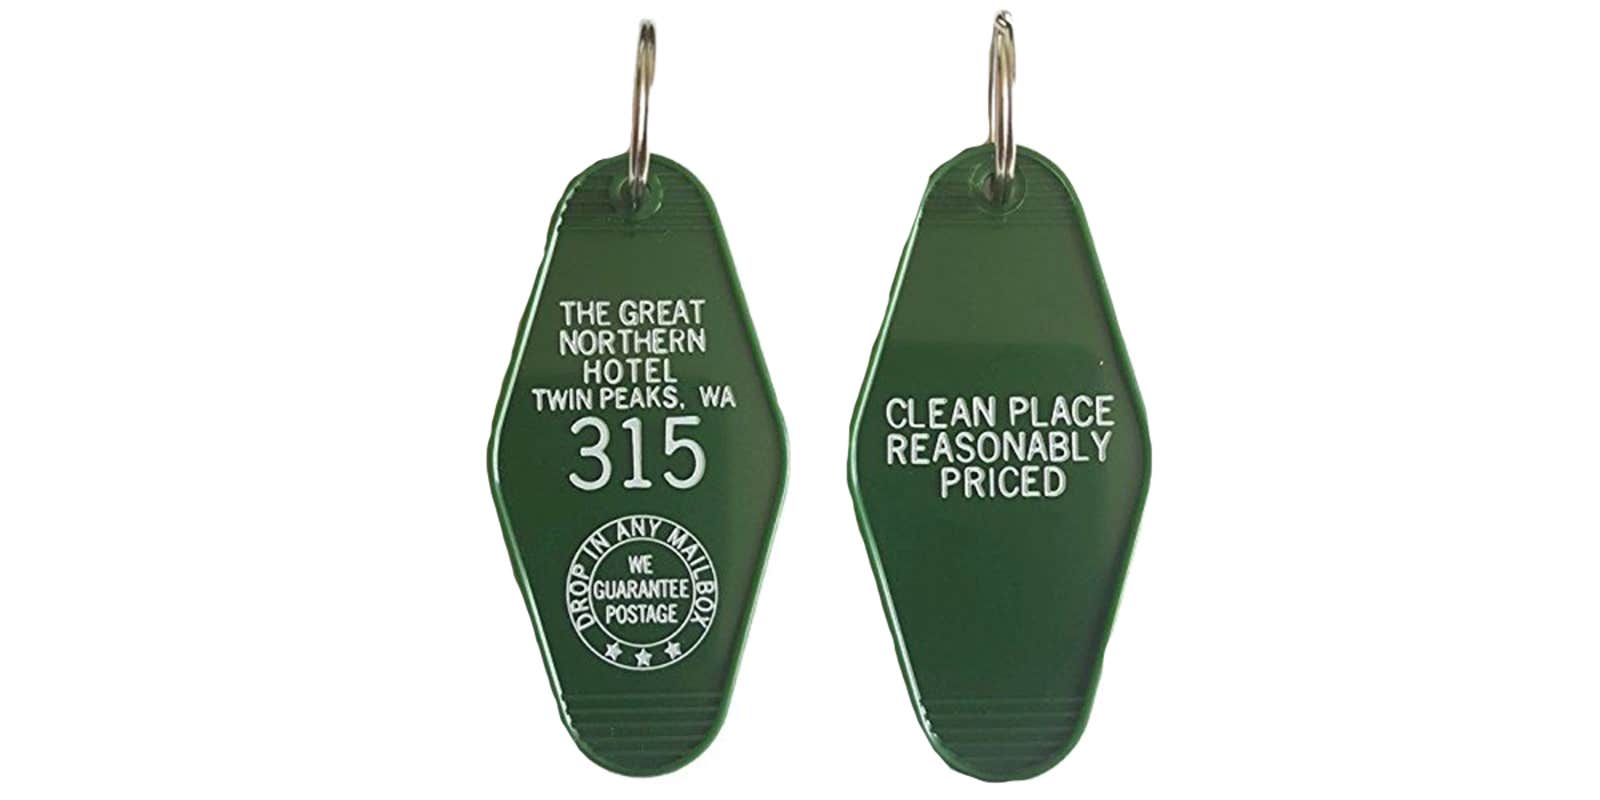 THE GREAT
NORTHERN
HOTEL
TWIN PEAKS, WA
315
DROP IN ANY MAILBOX
WE
GUARANTEE
POSTAGE
CLEAN PLACE
REASONABLY
PRICED